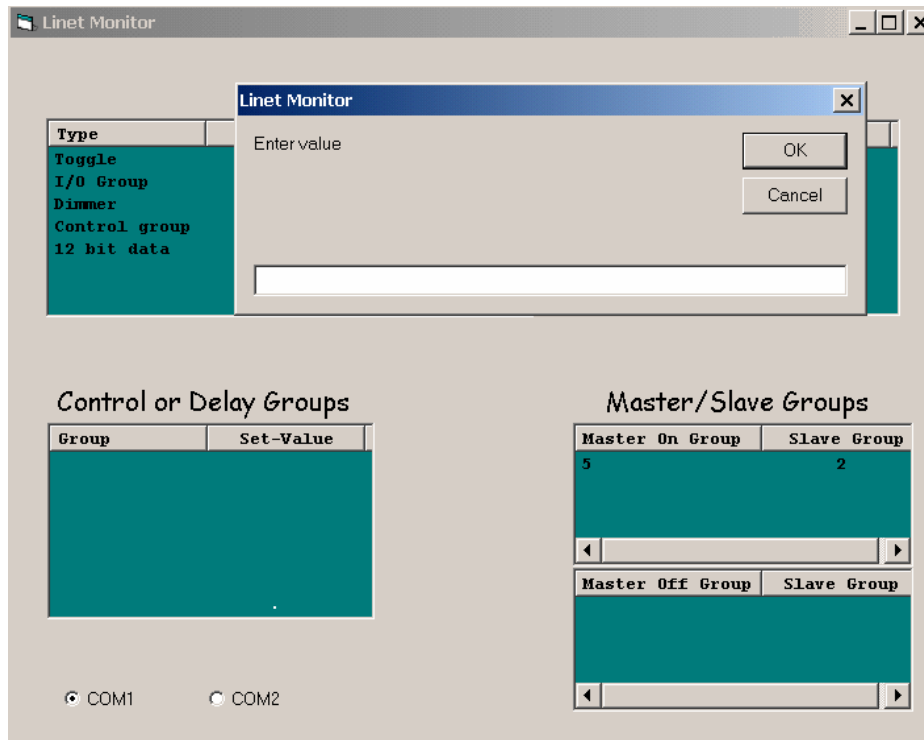 Linet Monitor
Linet Monitor
Enter value
OK
Cancel
Type
Toggle
I/O Group
Dimmer
Control group
12 bit data
Control or Delay Groups
Group Set-Value
Master/Slave Groups
Master On Group Slave Group
5 2
Master Off Group Slave Group
COM1 COM2